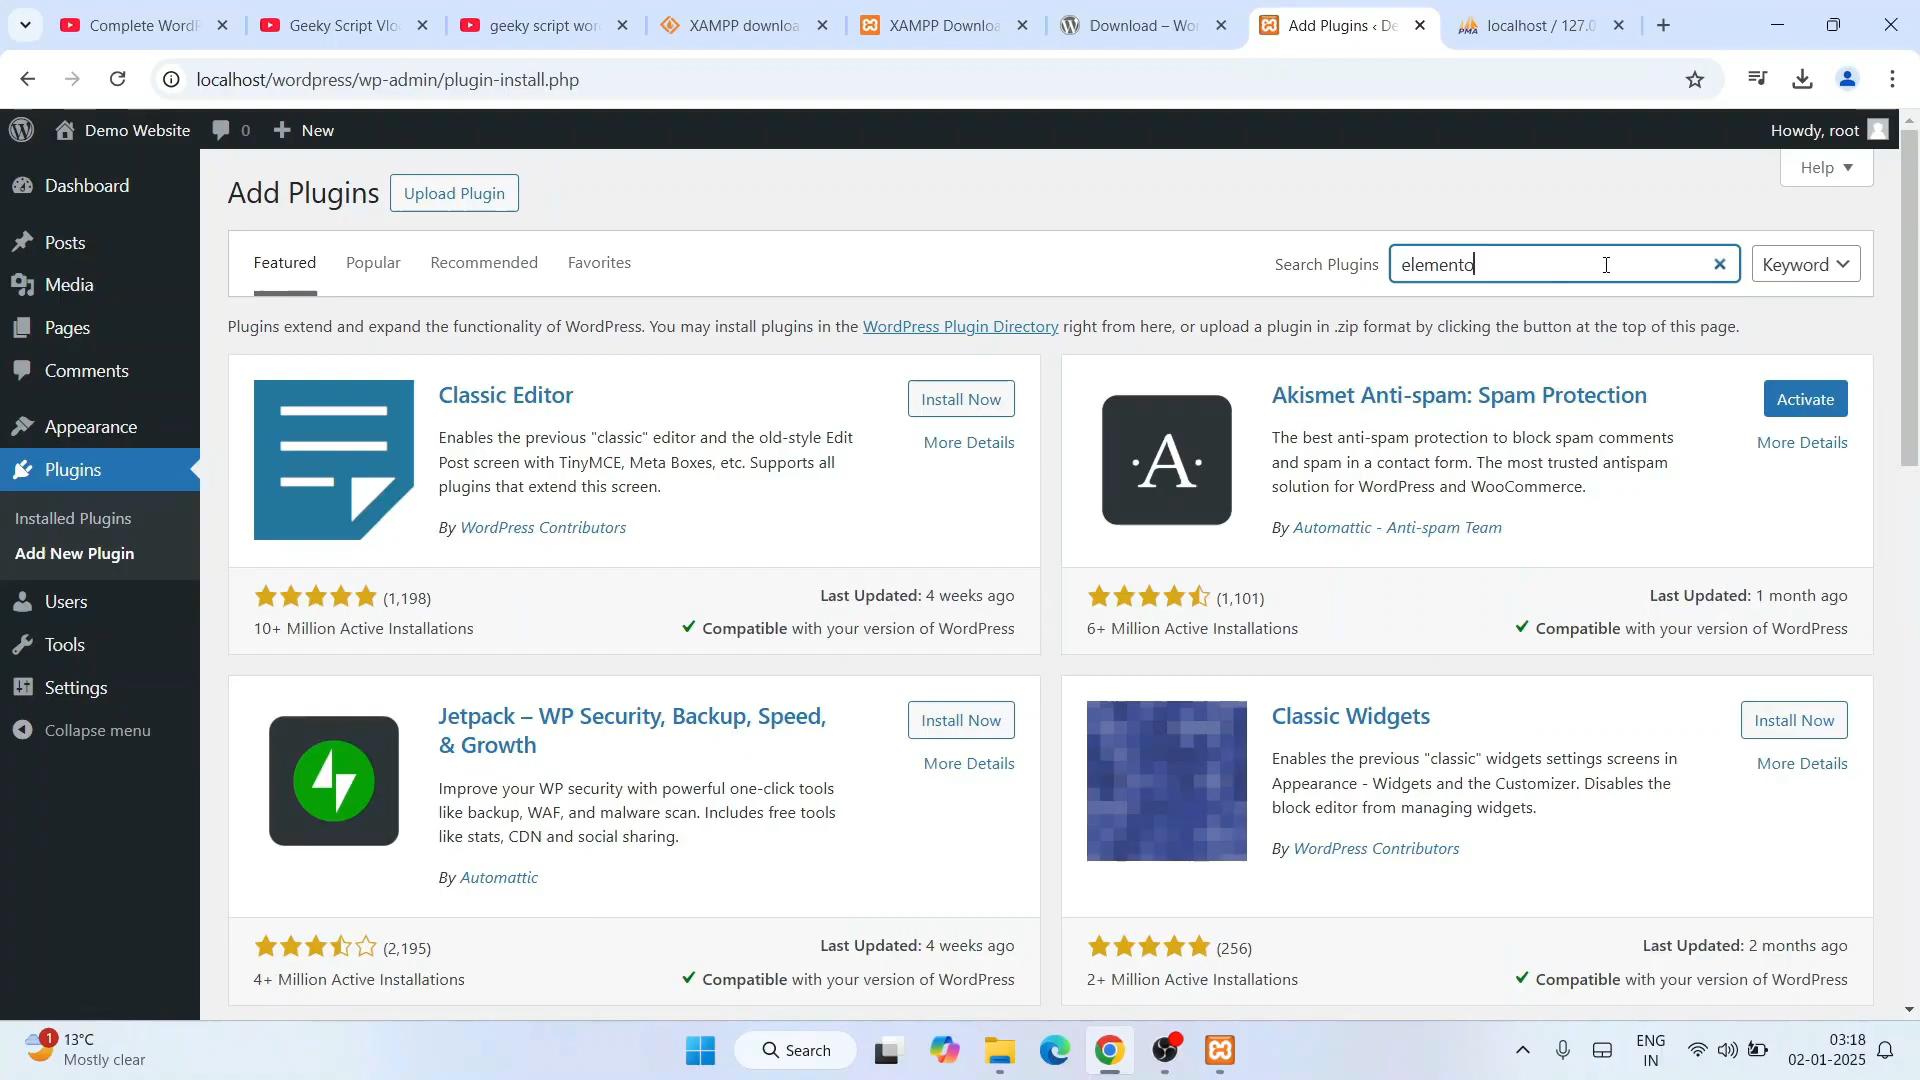 Complete WordP
Geeky Script Vlo
geeky script wor
XAMPP downloa
XAMPP Downloa
Download – Wor
Add Plugins ‹ De
localhost / 127.0
localhost/wordpress/wp-admin/plugin-install.php
Demo Website
0
New
Howdy, root
Dashboard
Posts
Media
Pages
Comments
Appearance
Plugins
Installed Plugins
Add New Plugin
Users
Tools
Settings
Collapse menu
Help
Add Plugins
Upload Plugin
Featured
Popular
Recommended
Favorites
Search Plugins
elemento
Keyword
Plugins extend and expand the functionality of WordPress. You may install plugins in the WordPress Plugin Directory right from here, or upload a plugin in .zip format by clicking the button at the top of this page.
Classic Editor
Install Now
More Details
Enables the previous "classic" editor and the old-style Edit
Post screen with TinyMCE, Meta Boxes, etc. Supports all
plugins that extend this screen.
By WordPress Contributors
(1,198)
10+ Million Active Installations
Last Updated: 4 weeks ago
Compatible with your version of WordPress
A
Akismet Anti-spam: Spam Protection
Activate
More Details
The best anti-spam protection to block spam comments
and spam in a contact form. The most trusted antispam
solution for WordPress and WooCommerce.
By Automattic - Anti-spam Team
(1,101)
6+ Million Active Installations
Last Updated: 1 month ago
Compatible with your version of WordPress
Jetpack – WP Security, Backup, Speed,
& Growth
Install Now
More Details
Improve your WP security with powerful one-click tools
like backup, WAF, and malware scan. Includes free tools
like stats, CDN and social sharing.
By Automattic
(2,195)
4+ Million Active Installations
Last Updated: 4 weeks ago
Compatible with your version of WordPress
Classic Widgets
Install Now
More Details
Enables the previous "classic" widgets settings screens in
Appearance - Widgets and the Customizer. Disables the
block editor from managing widgets.
By WordPress Contributors
(256)
2+ Million Active Installations
Last Updated: 2 months ago
Compatible with your version of WordPress
1
13°C
Mostly clear
Search
ENG
IN
03:18
02-01-2025